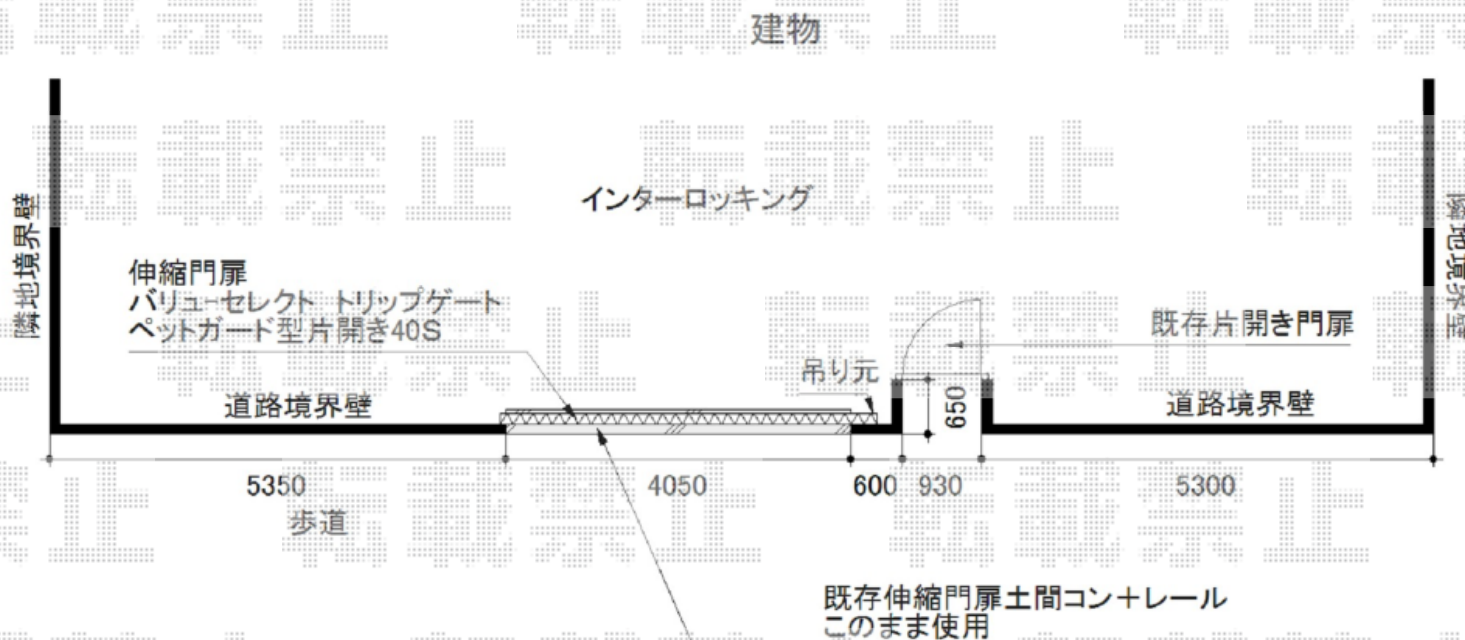 建物
インターロッキング
隣地境界壁
隣地境界壁
伸縮門扉
バリューセレクト トリップゲート
ペットガード型片開き40S
既存片開き門扉
吊り元
道路境界壁
650
道路境界壁
5350
4050
600
930
5300
歩道
既存伸縮門扉土間コン＋レール
このまま使用
転載禁止